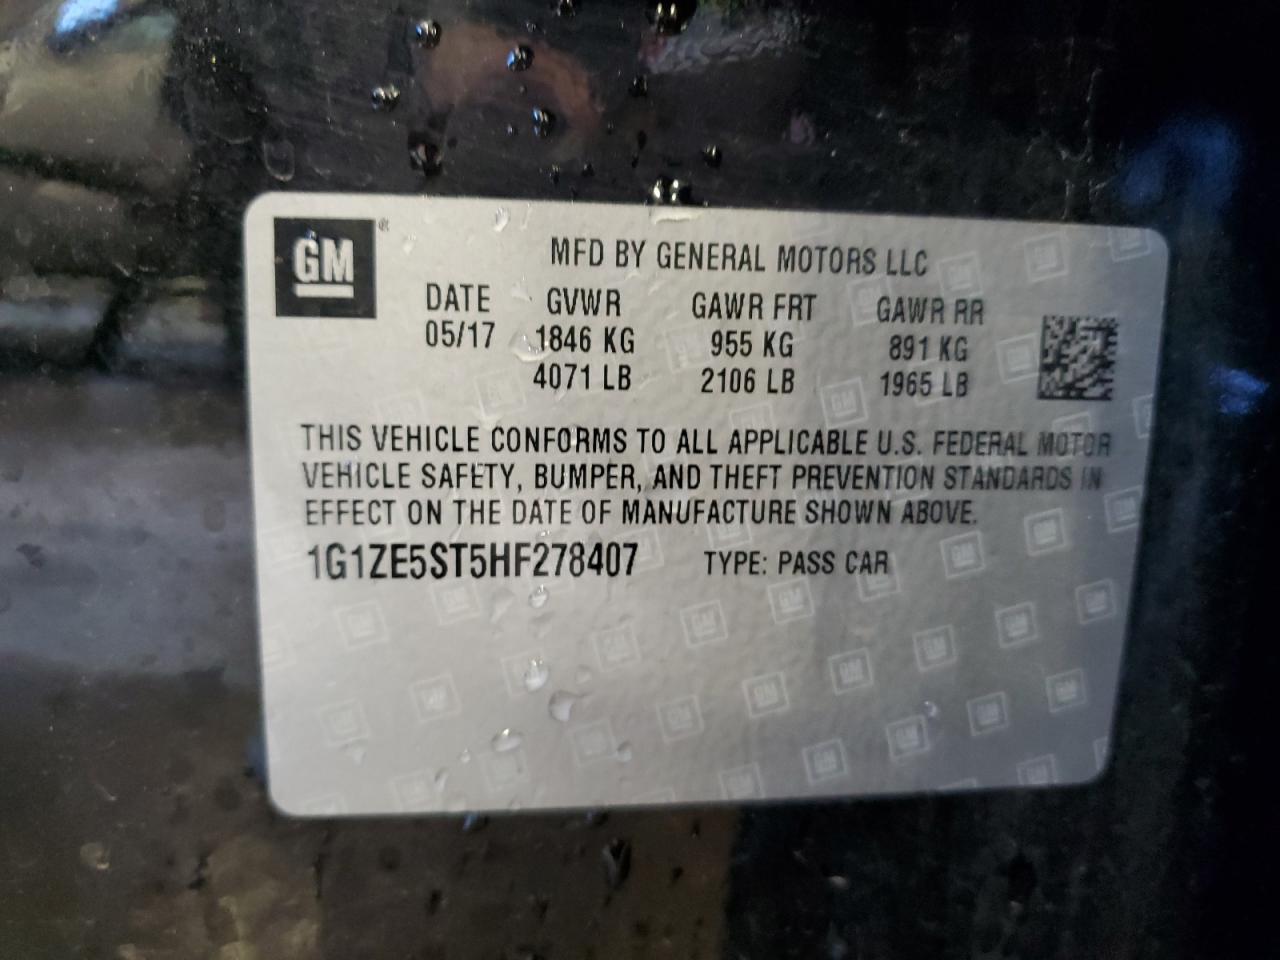 GM®
MFD BY GENERAL MOTORS LLC
DATE GVWR GAWR FRT GAWR RR
05/17 1846 KG 955 KG 891 KG
4071 LB 2106 LB 1965 LB
THIS VEHICLE CONFORMS TO ALL APPLICABLE U.S. FEDERAL MOTOR
VEHICLE SAFETY, BUMPER, AND THEFT PREVENTION STANDARDS IN
EFFECT ON THE DATE OF MANUFACTURE SHOWN ABOVE.
1G1ZE5ST5HF278407 TYPE: PASS CAR